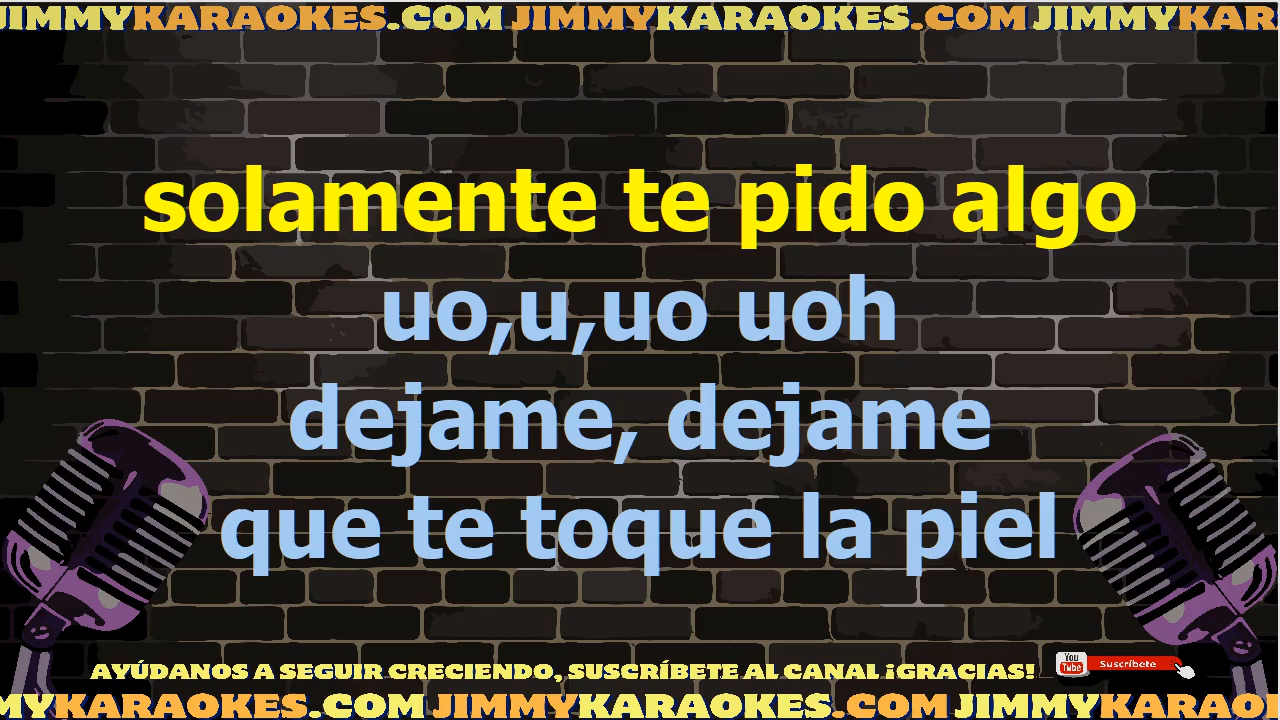 JIMMYKARAOKES.COM JIMMYKARAOKES.COM JIMMYKAR
solamente te pido algo
uo,u,uo uoh
dejame, dejame
que te toque la piel
AYÚDANOS A SEGUIR CRECIENDO, SUSCRÍBETE AL CANAL ¡GRACIAS! You Tube Suscríbete
MYKARAOKES.COM JIMMYKARAOKES.COM JIMMYKARAO